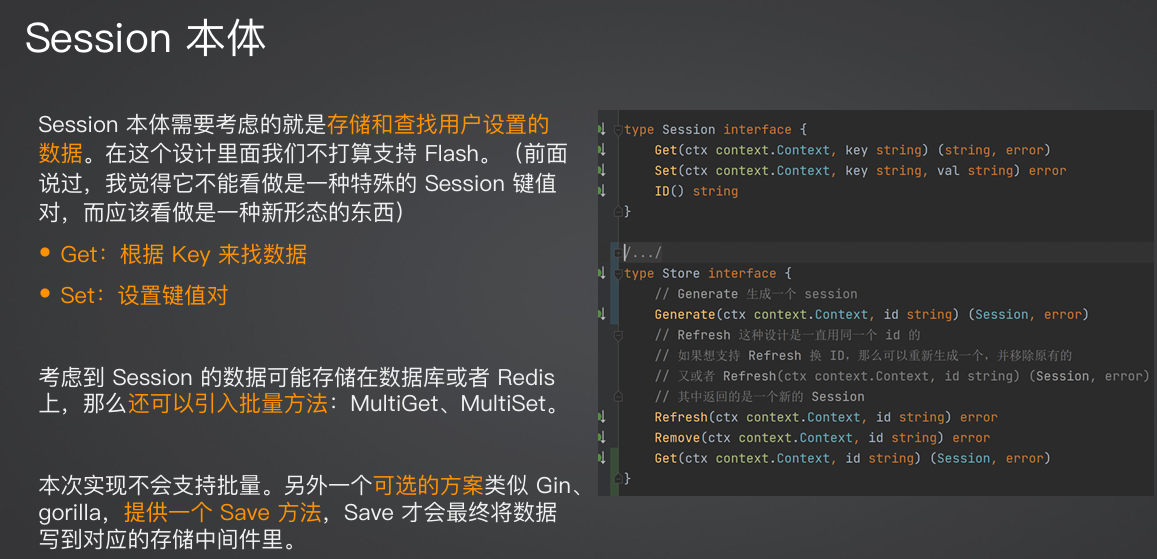 Session 本体
Session 本体需要考虑的就是存储和查找用户设置的
数据。在这个设计里面我们不打算支持 Flash。（前面
说过，我觉得它不能看做是一种特殊的 Session 键值
对，而应该看做是一种新形态的东西）
• Get：根据 Key 来找数据
• Set：设置键值对
考虑到 Session 的数据可能存储在数据库或者 Redis
上，那么还可以引入批量方法：MultiGet、MultiSet。
本次实现不会支持批量。另外一个可选的方案类似 Gin、
gorilla，提供一个 Save 方法，Save 才会最终将数据
写到对应的存储中间件里。
type Session interface {
Get(ctx context.Context, key string) (string, error)
Set(ctx context.Context, key string, val string) error
ID() string
}
/.../
type Store interface {
// Generate 生成一个 session
Generate(ctx context.Context, id string) (Session, error)
// Refresh 这种设计是一直用同一个 id 的
// 如果想支持 Refresh 换 ID，那么可以重新生成一个，并移除原有的
// 又或者 Refresh(ctx context.Context, id string) (Session, error)
// 其中返回的是一个新的 Session
Refresh(ctx context.Context, id string) error
Remove(ctx context.Context, id string) error
Get(ctx context.Context, id string) (Session, error)
}